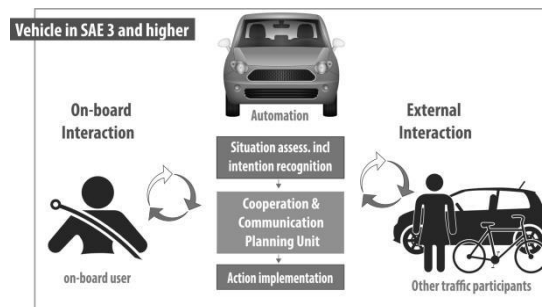 Vehicle in SAE 3 and higher
On-board
Interaction
Automation
External
Interaction
Situation assess. incl
intention recognition
Cooperation &
Communication
Planning Unit
Action implementation
on-board user
Other traffic participants